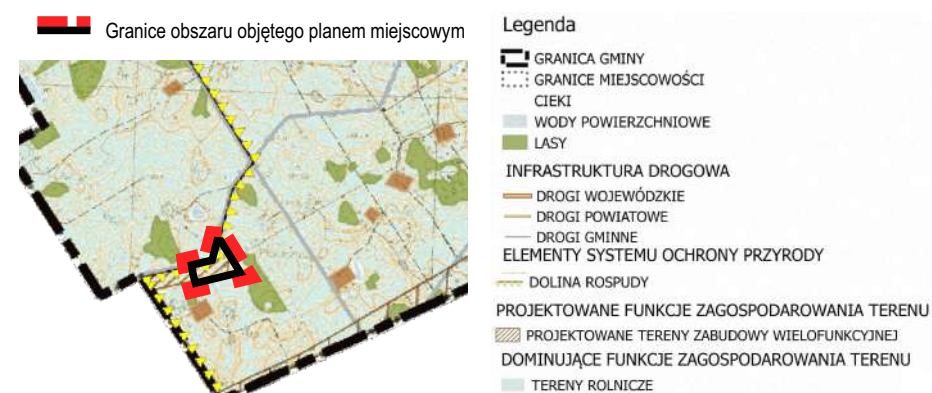 Granice obszaru objętego planem miejscowym
Legenda
GRANICA GMINY
GRANICE MIEJSCOWOŚCI
CIEKI
WODY POWIERZCHNIOWE
LASY
INFRASTRUKTURA DROGOWA
DROGI WOJEWÓDZKIE
DROGI POWIATOWE
DROGI GMINNE
ELEMENTY SYSTEMU OCHRONY PRZYRODY
DOLINA ROSPUDY
PROJEKTOWANE FUNKCJE ZAGOSPODAROWANIA TERENU
PROJEKTOWANE TERENY ZABUDOWY WIELOFUNKCYJNEJ
DOMINUJĄCE FUNKCJE ZAGOSPODAROWANIA TERENU
TERENY ROLNICZE